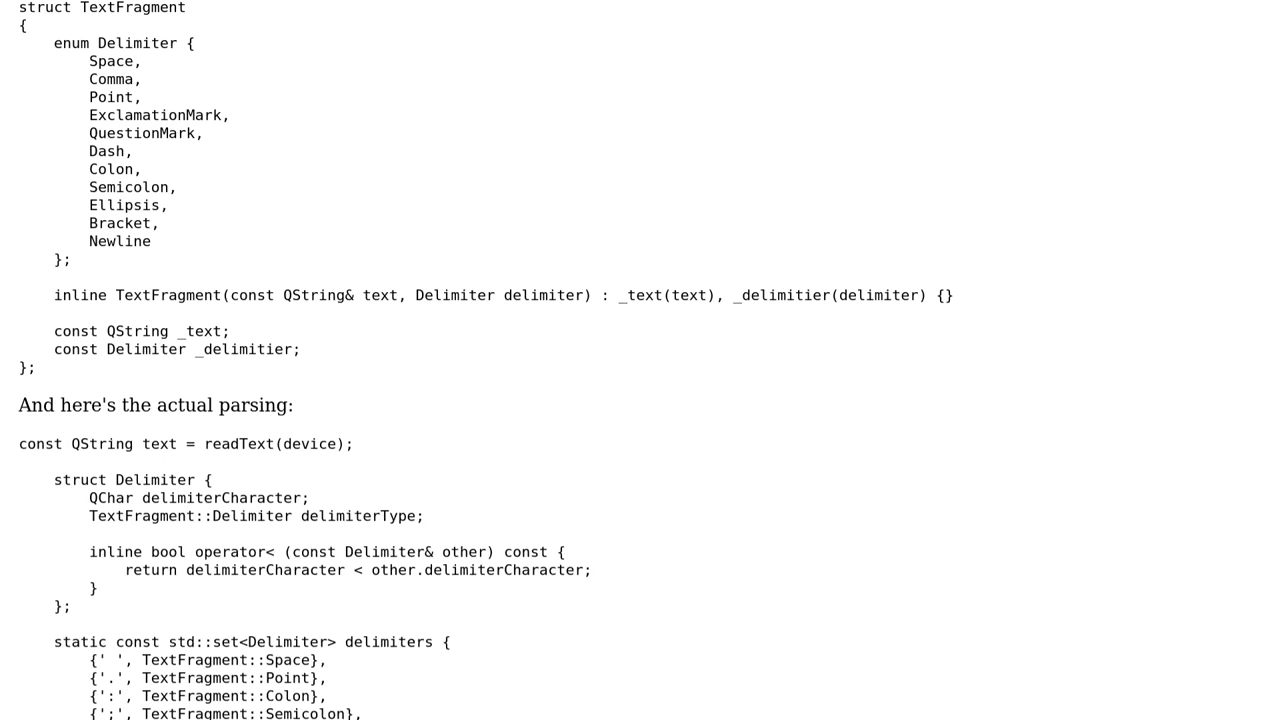 struct TextFragment
{
    enum Delimiter {
        Space,
        Comma,
        Point,
        ExclamationMark,
        QuestionMark,
        Dash,
        Colon,
        Semicolon,
        Ellipsis,
        Bracket,
        Newline
    };

    inline TextFragment(const QString& text, Delimiter delimiter) : _text(text), _delimitier(delimiter) {}

    const QString _text;
    const Delimiter _delimitier;
};
And here's the actual parsing:
const QString text = readText(device);

    struct Delimiter {
        QChar delimiterCharacter;
        TextFragment::Delimiter delimiterType;

        inline bool operator< (const Delimiter& other) const {
            return delimiterCharacter < other.delimiterCharacter;
        }
    };

    static const std::set<Delimiter> delimiters {
        {' ', TextFragment::Space},
        {'.', TextFragment::Point},
        {':', TextFragment::Colon},
        {';', TextFragment::Semicolon},